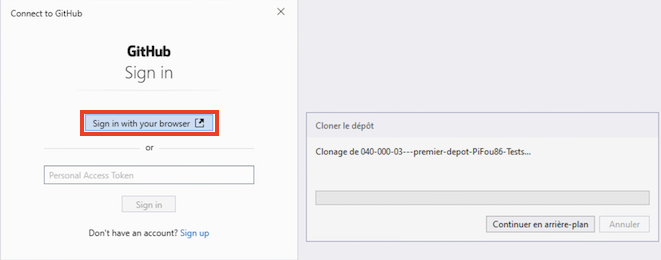 Connect to GitHub
GitHub
Sign in
Sign in with your browser
or
Personal Access Token
Sign in
Don't have an account? Sign up
Cloner le dépôt
Clonage de 040-000-03---premier-depot-PiFou86-Tests...
Continuer en arrière-plan
Annuler